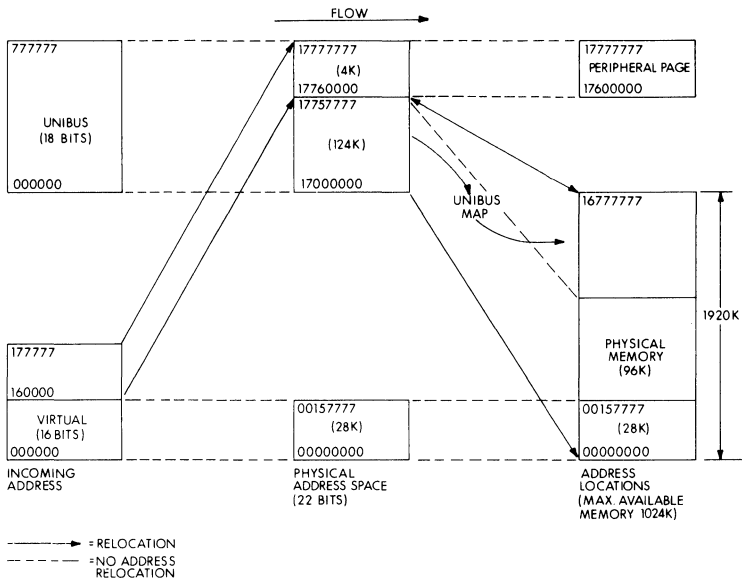 FLOW
777777
UNIBUS
(18 BITS)
000000
177777
160000
VIRTUAL
(16 BITS)
000000
INCOMING
ADDRESS
17777777
(4K)
17760000
17757777
(124K)
17000000
00157777
(28K)
00000000
PHYSICAL
ADDRESS SPACE
(22 BITS)
UNIBUS
MAP
17777777
PERIPHERAL PAGE
17600000
16777777
PHYSICAL
MEMORY
(96K)
00157777
(28K)
00000000
ADDRESS
LOCATIONS
(MAX. AVAILABLE
MEMORY 1024K)
1920K
= RELOCATION
= NO ADDRESS
RELOCATION